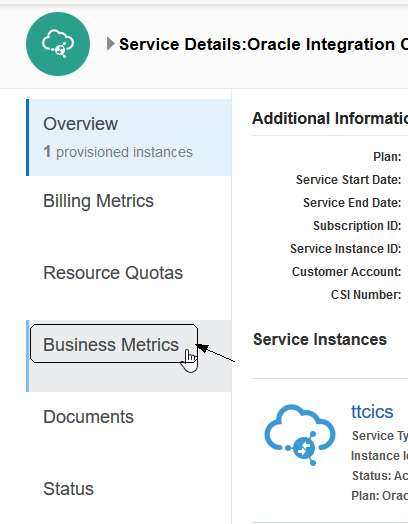 Service Details:Oracle Integration
Overview
1 provisioned instances
Billing Metrics
Resource Quotas
Business Metrics
Documents
Status
Additional Informatio
Plan:
Service Start Date:
Service End Date:
Subscription ID:
Service Instance ID:
Customer Account:
CSI Number:
Service Instances
ttcics
Service Ty
Instance Id
Status: Ac
Plan: Orac